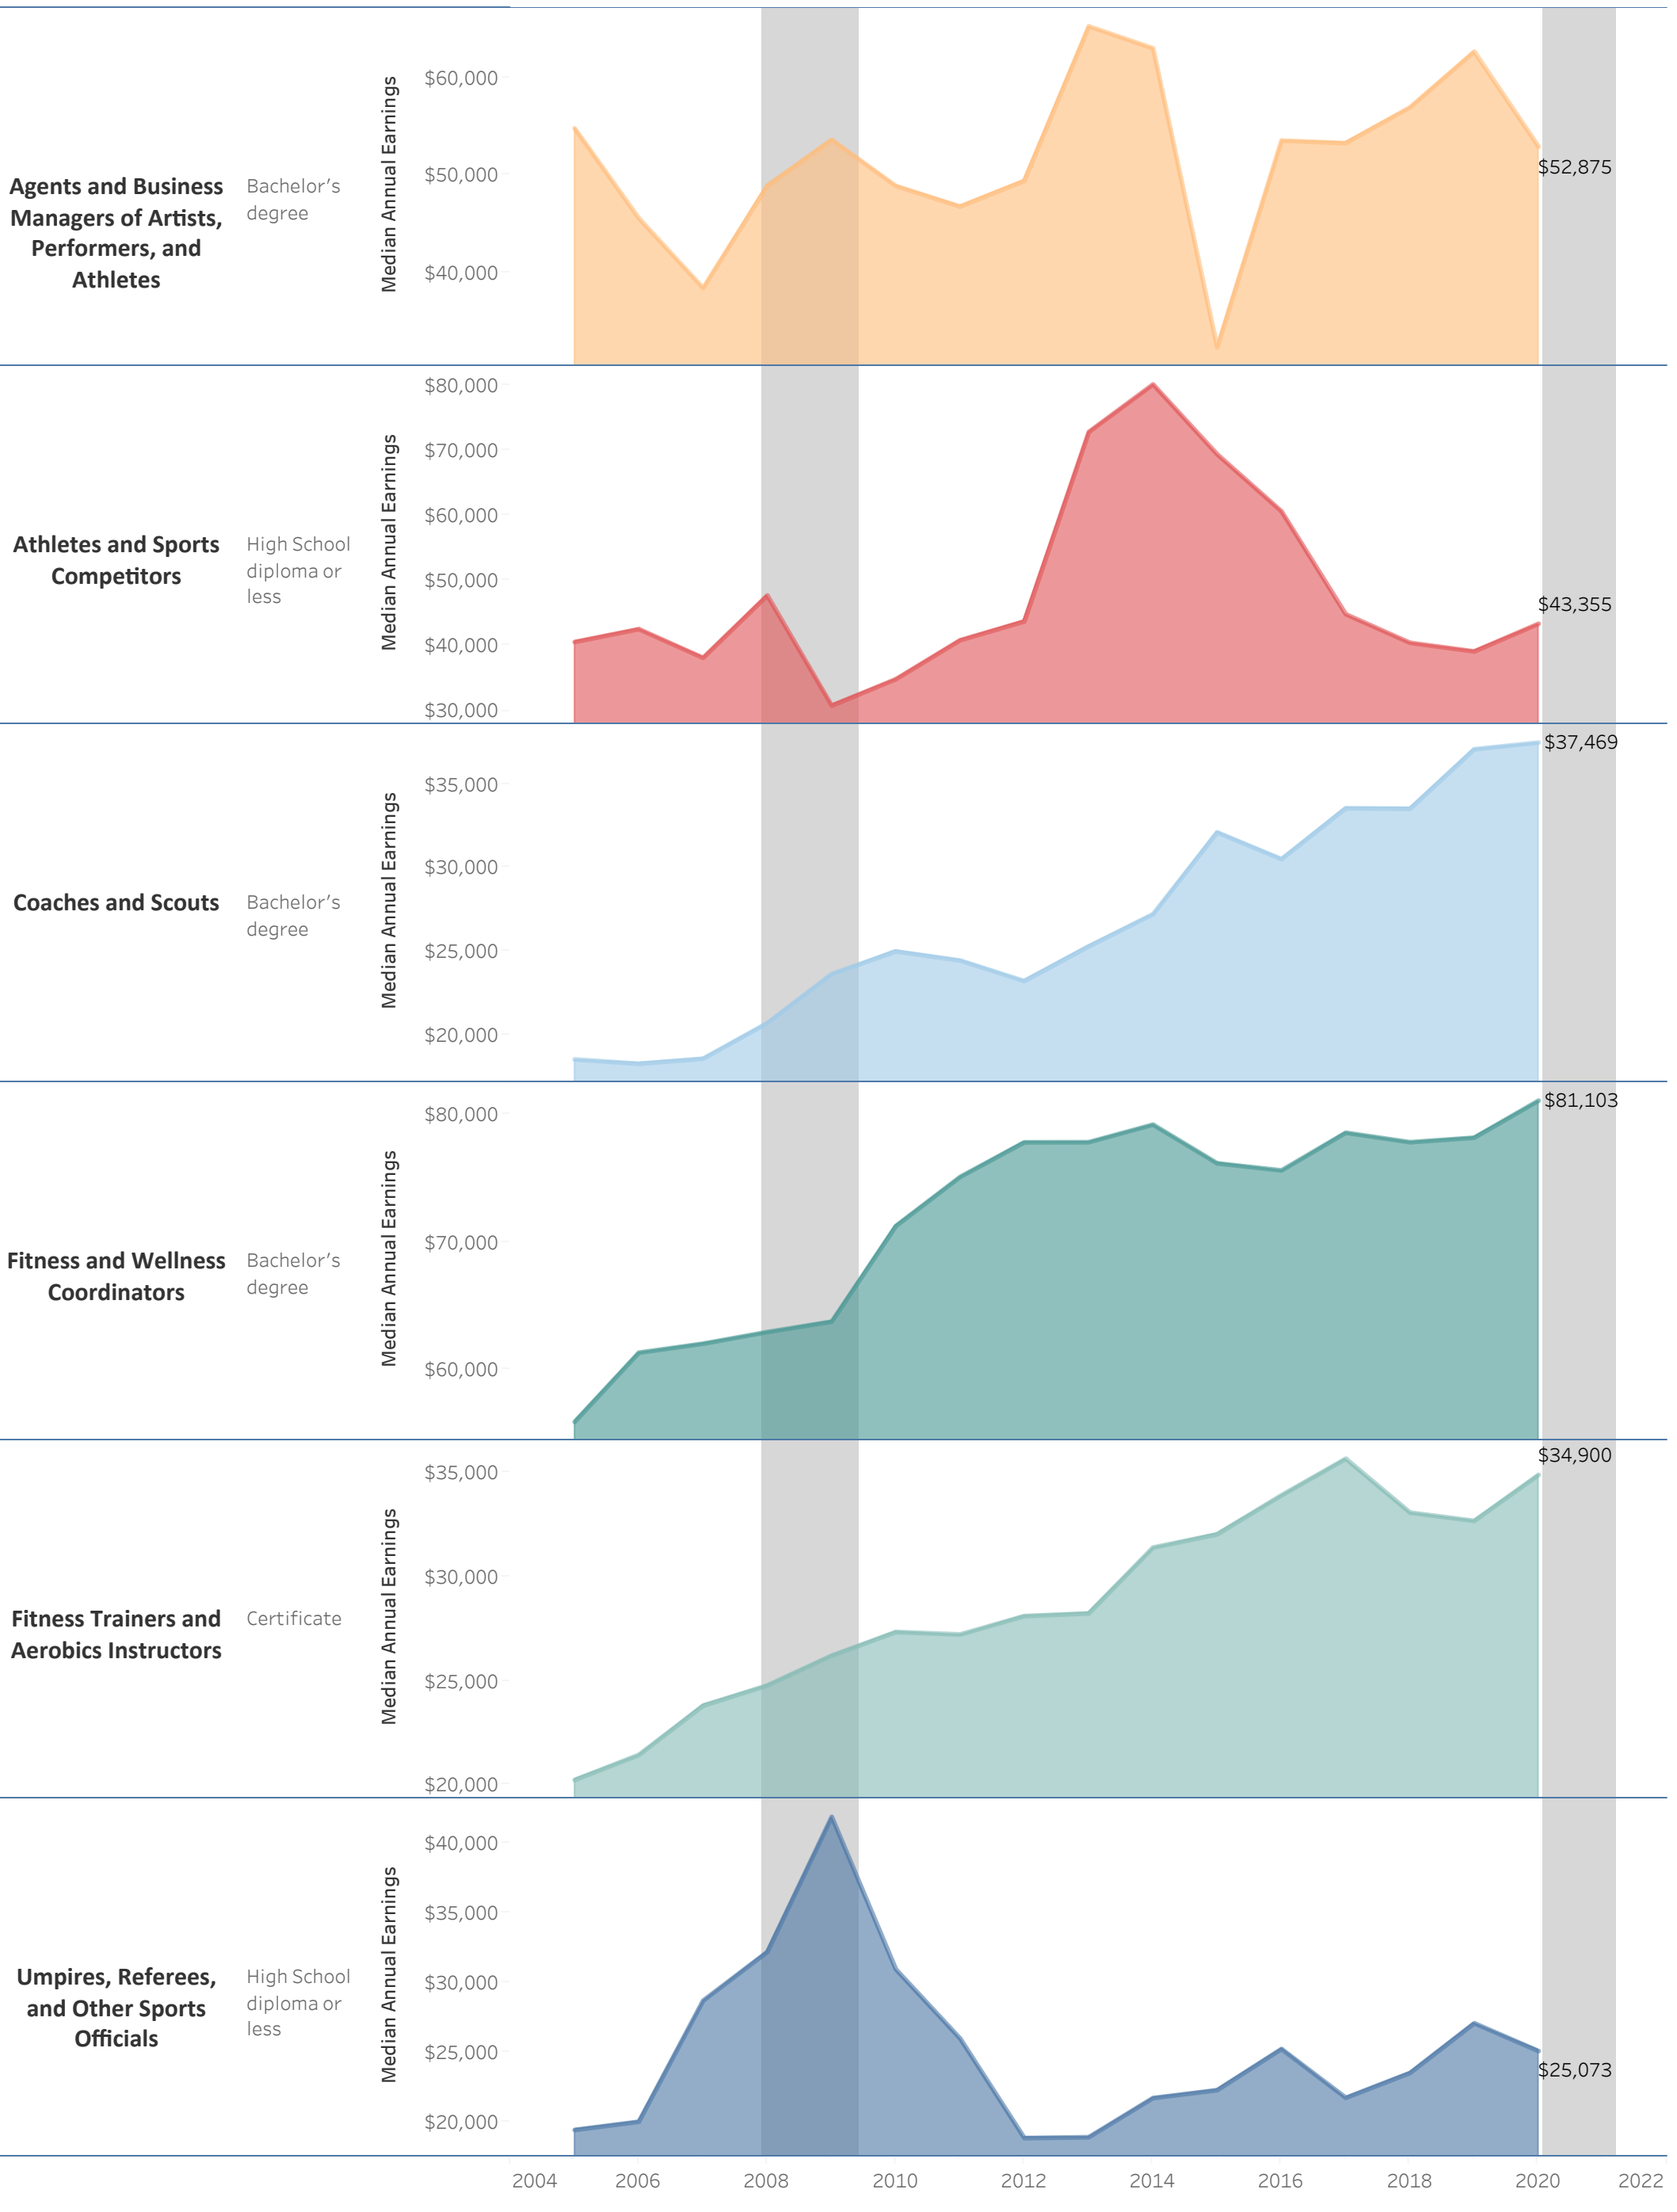 Agents and Business
Managers of Artists,
Performers, and
Athletes
Bachelor's
degree
Median Annual Earnings
$60,000
$50,000
$40,000
$52,875
Athletes and Sports
Competitors
High School
diploma or
less
Median Annual Earnings
$80,000
$70,000
$60,000
$50,000
$40,000
$30,000
$43,355
Coaches and Scouts
Bachelor's
degree
Median Annual Earnings
$35,000
$30,000
$25,000
$20,000
$37,469
Fitness and Wellness
Coordinators
Bachelor's
degree
Median Annual Earnings
$80,000
$70,000
$60,000
$81,103
Fitness Trainers and
Aerobics Instructors
Certificate
Median Annual Earnings
$35,000
$30,000
$25,000
$20,000
$34,900
Umpires, Referees,
and Other Sports
Officials
High School
diploma or
less
Median Annual Earnings
$40,000
$35,000
$30,000
$25,000
$20,000
$25,073
2004 2006 2008 2010 2012 2014 2016 2018 2020 2022